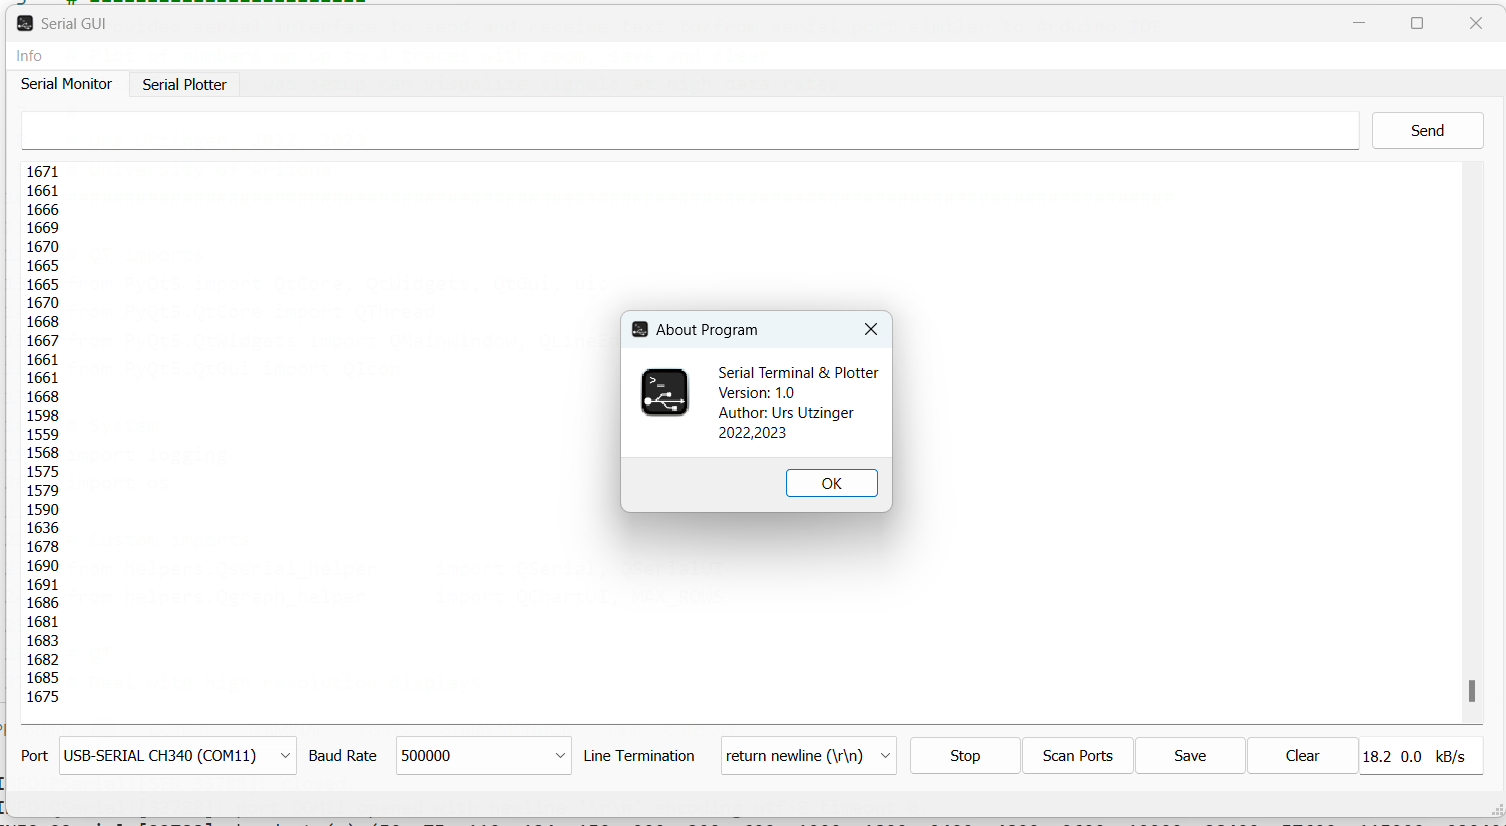 Serial GUI
Info
Serial Monitor
Serial Plotter
Send
1671
1661
1666
1669
1670
1665
1665
1670
1668
1667
1661
1661
1668
1598
1559
1568
1575
1579
1590
1636
1678
1690
1691
1686
1681
1683
1682
1685
1675
About Program
>_
Serial Terminal & Plotter
Version: 1.0
Author: Urs Utzinger
2022,2023
OK
Port
USB-SERIAL CH340 (COM11)
Baud Rate
500000
Line Termination
return newline (\r\n)
Stop
Scan Ports
Save
Clear
18.2 0.0 kB/s